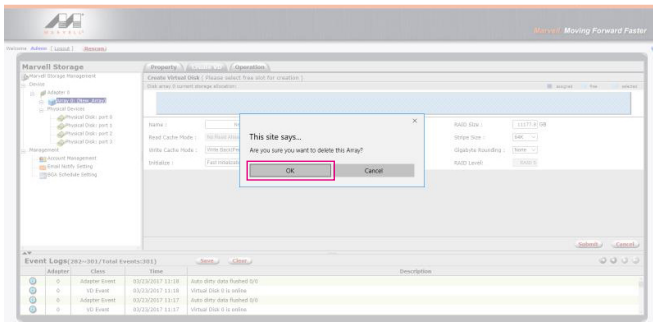 MARVELL
Marvell. Moving Forward Faster
Welcome Admin [ Logout ] [Shortcuts]
Marvell Storage
Marvell Storage Management
Device
Adapter 0
Array 0 [New_Array]
Physical Devices
Physical Disk: port 0
Physical Disk: port 1
Physical Disk: port 2
Physical Disk: port 3
Management
Account Management
Email Notify Setting
BGA Schedule Setting
Property
Operation
Create Virtual Disk ( Please select free slot for creation )
Disk array 0 current storage allocation:
Name :
Read Cache Mode :
Write Cache Mode :
Initialize : Fast Initialization
RAID Size : GB
Stripe Size : 64K
Gigabyte Rounding : None
RAID Level:
This site says...
Are you sure you want to delete this Array?
OK
Cancel
Submit
Cancel
Event Logs(282~301/Total Events:301)
Save
Clear
Adapter Class Time Description
0 Adapter Event 03/23/2017 11:18 Auto dirty data flushed 0/0
0 VD Event 03/23/2017 11:18 Virtual Disk 0 is online
0 Adapter Event 03/23/2017 11:17 Auto dirty data flushed 0/0
0 VD Event 03/23/2017 11:17 Virtual Disk 0 is online